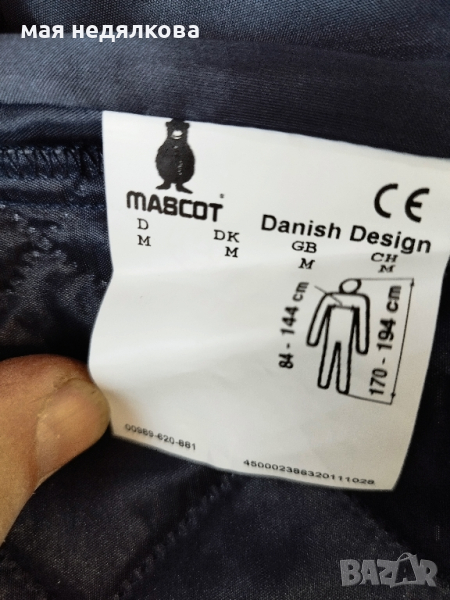 мая недялкова
MASCOT®
CE
Danish Design
D DK GB CH
M M M M
84 - 144 cm
170 - 194 cm
00989-620-881
450002386320111028
BAZAR